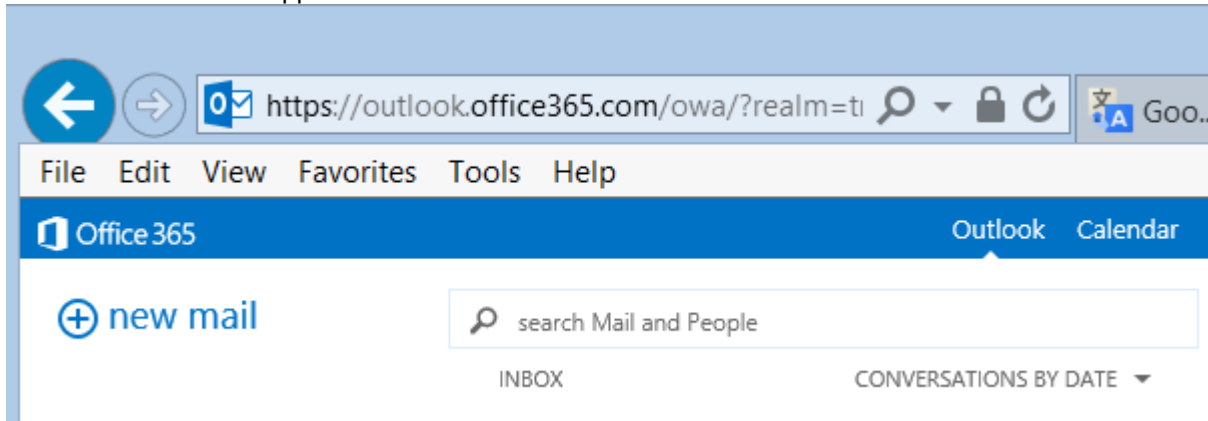 https://outlook.office365.com/owa/?realm=t
Goo..
File Edit View Favorites Tools Help
Office 365 Outlook Calendar
new mail
search Mail and People
INBOX CONVERSATIONS BY DATE